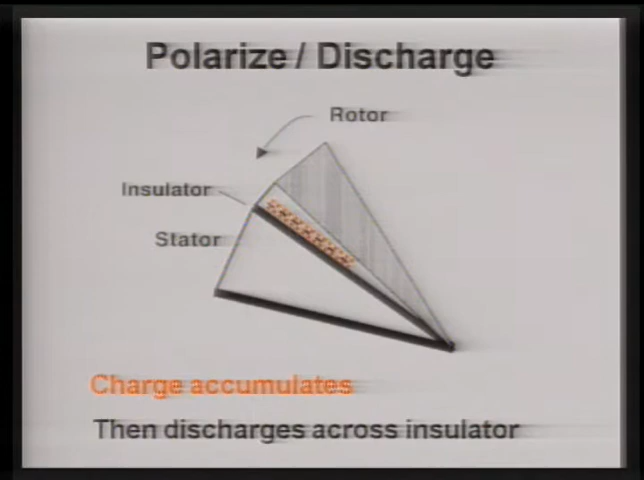 Polarize / Discharge
Rotor
Insulator
Stator
Charge accumulates
Then discharges across insulator